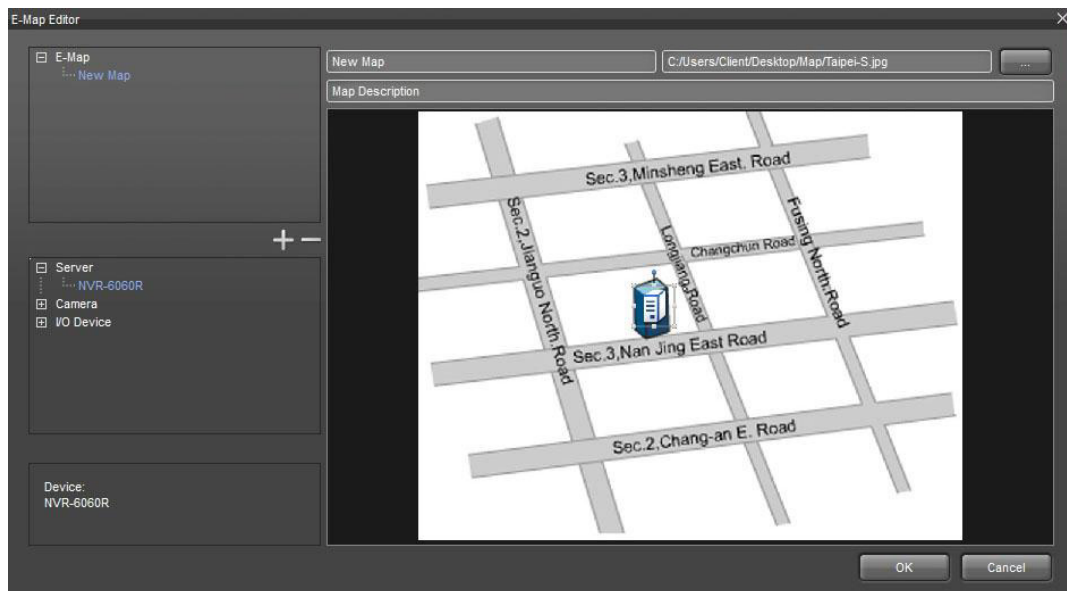 E-Map Editor
E-Map
New Map
New Map
C:/Users/Client/Desktop/Map/Taipei-S.jpg
...
Map Description
Server
NVR-6060R
Camera
I/O Device
Device:
NVR-6060R
Sec.3,Minsheng East. Road
Sec.2,Jianguo North.Road
Longjiang.Road
Fusing North.Road
Changchun Road
Sec.3,Nan Jing East Road
Sec.2,Chang-an E. Road
OK
Cancel